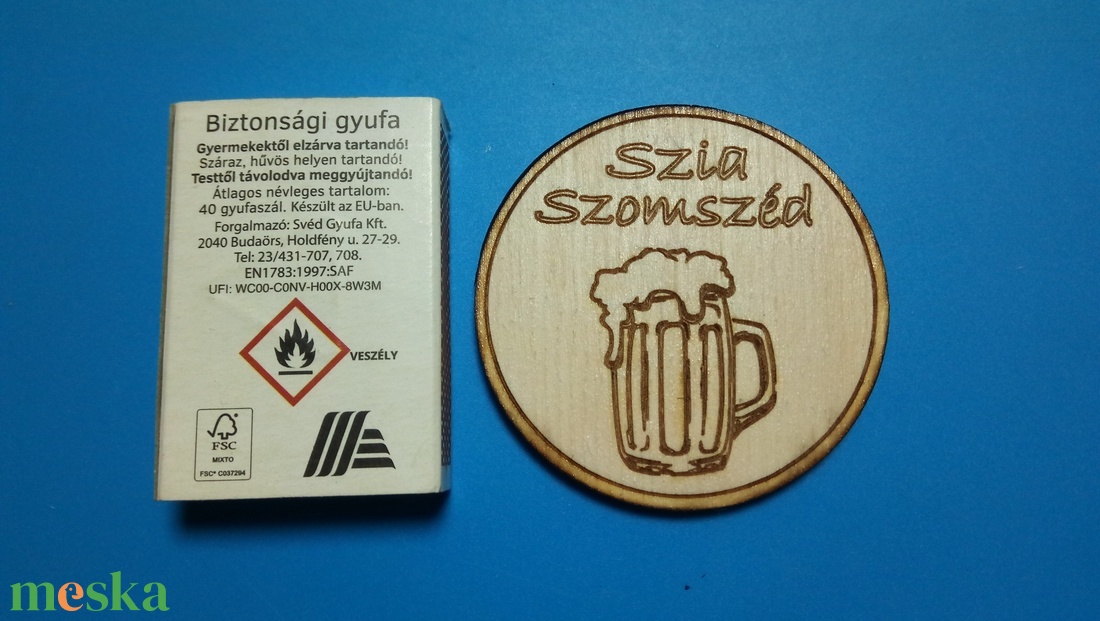 Biztonsági gyufa
Gyermekektől elzárva tartandó!
Száraz, hűvös helyen tartandó!
Testtől távolodva meggyújtandó!
Átlagos névleges tartalom:
40 gyufaszál. Készült az EU-ban.
Forgalmazó: Svéd Gyufa Kft.
2040 Budaörs, Holdfény u. 27-29.
Tel: 23/431-707, 708.
EN1783:1997:SAF
UFI: WC00-C0NV-H00X-8W3M
VESZÉLY
FSC
MIXTO
FSC® C037294
Szia
Szomszéd
meska